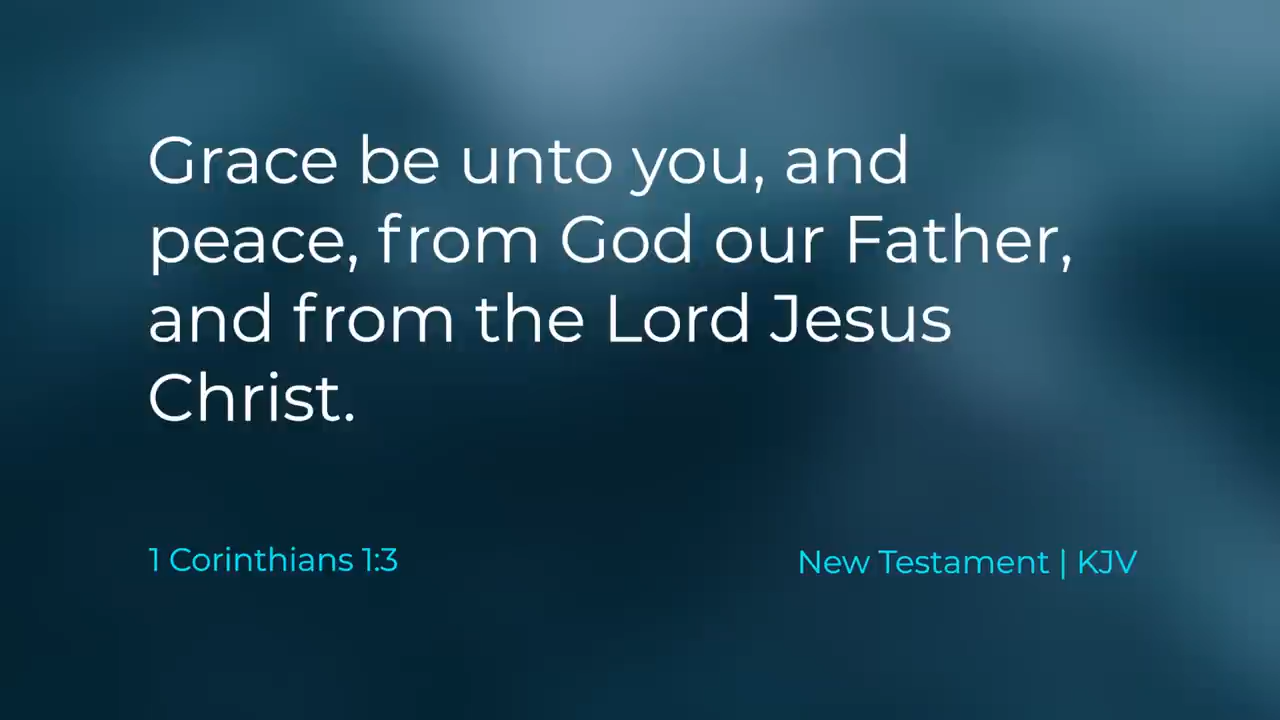 Grace be unto you, and
peace, from God our Father,
and from the Lord Jesus
Christ.
1 Corinthians 1:3
New Testament | KJV